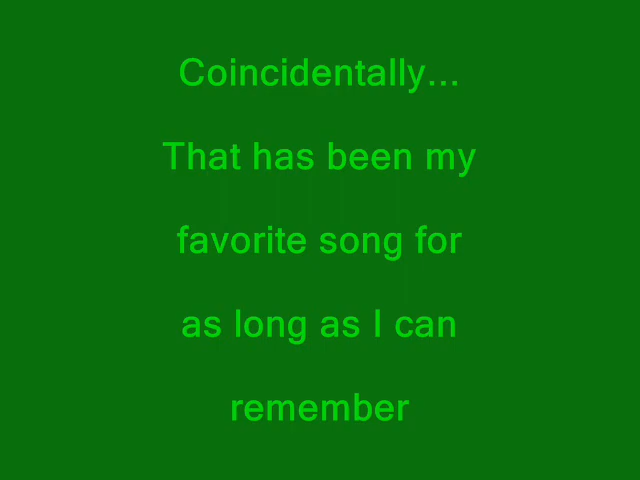 Coincidentally...
That has been my
favorite song for
as long as I can
remember